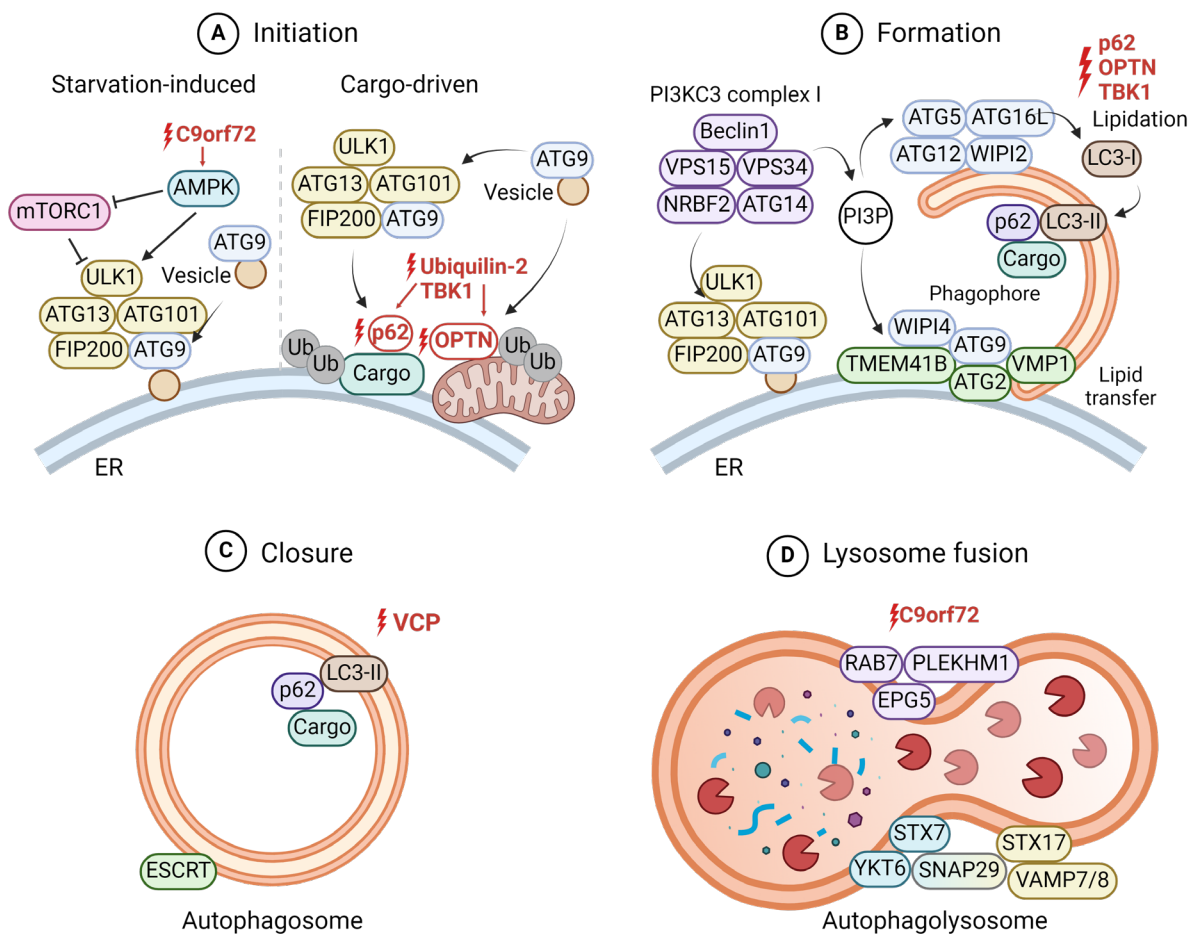 A Initiation
Starvation-induced
Cargo-driven
C9orf72
AMPK
mTORC1
ATG9
Vesicle
ULK1
ATG13 ATG101
FIP200 ATG9
ULK1
ATG13 ATG101
FIP200 ATG9
ATG9
Vesicle
Ubiquilin-2
TBK1
p62
OPTN
Ub
Ub
Cargo
Ub
Ub
ER
B Formation
p62
OPTN
TBK1
PI3KC3 complex I
Beclin1
VPS15 VPS34
NRBF2 ATG14
PI3P
ATG5 ATG16L
ATG12 WIPI2
Lipidation
LC3-I
p62 LC3-II
Cargo
Phagophore
ULK1
ATG13 ATG101
FIP200 ATG9
WIPI4
ATG9
TMEM41B
ATG2
VMP1
Lipid
transfer
ER
C Closure
VCP
LC3-II
p62
Cargo
ESCRT
Autophagosome
D Lysosome fusion
C9orf72
RAB7 PLEKHM1
EPG5
STX7
STX17
YKT6 SNAP29
VAMP7/8
Autophagolysosome